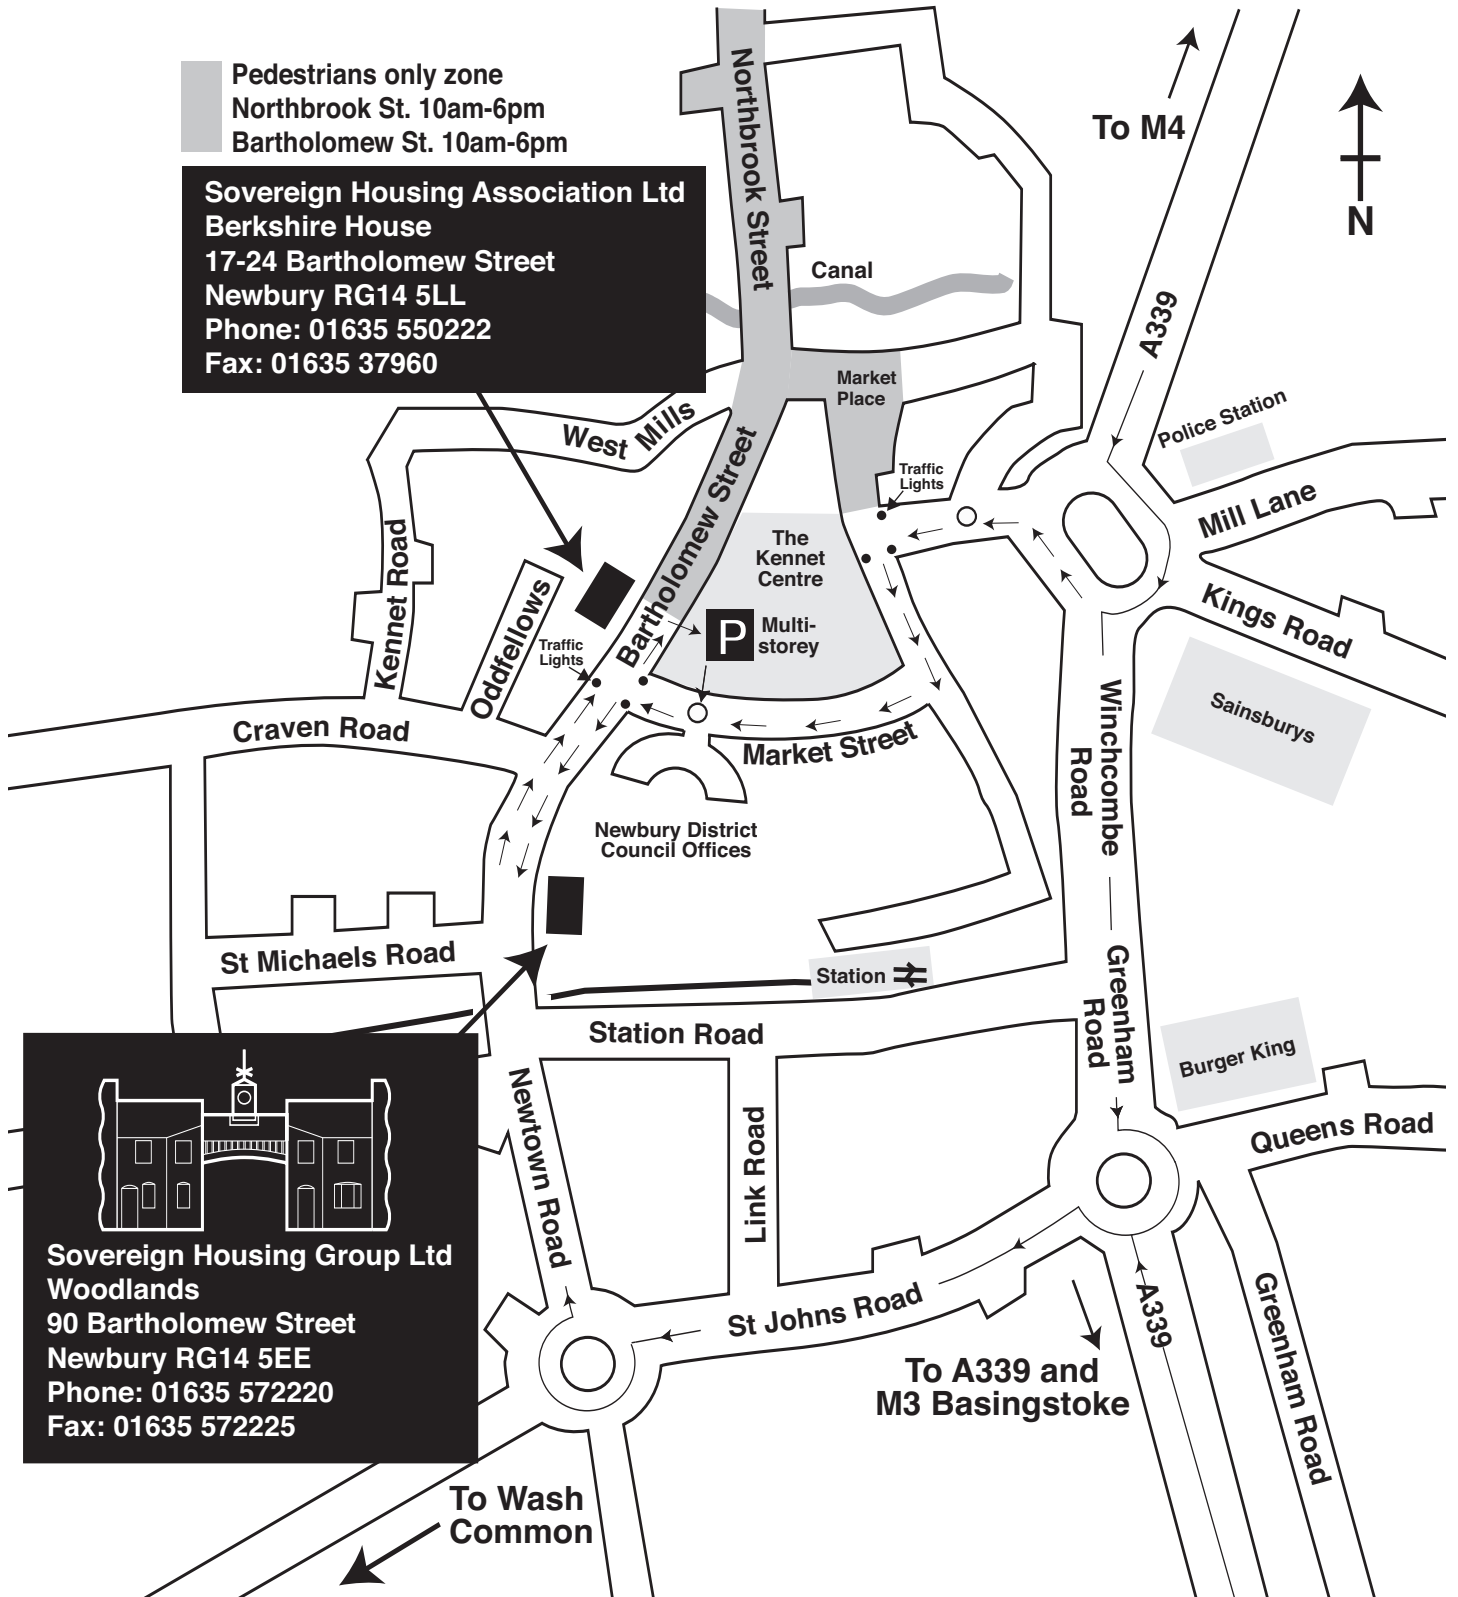 Pedestrians only zone
Northbrook St. 10am-6pm
Bartholomew St. 10am-6pm
Sovereign Housing Association Ltd
Berkshire House
17-24 Bartholomew Street
Newbury RG14 5LL
Phone: 01635 550222
Fax: 01635 37960
Northbrook Street
To M4
N
Canal
A339
Market
Place
Police Station
West Mills
Traffic
Lights
Mill Lane
Bartholomew Street
The
Kennet
Centre
Kennet Road
Oddfellows
Kings Road
P
Multi-
storey
Traffic
Lights
Craven Road
Market Street
Winchcombe
Road
Sainsburys
Newbury District
Council Offices
St Michaels Road
Station
Greenham
Road
Station Road
Burger King
Newtown Road
Link Road
Queens Road
Sovereign Housing Group Ltd
Woodlands
90 Bartholomew Street
Newbury RG14 5EE
Phone: 01635 572220
Fax: 01635 572225
St Johns Road
A339
Greenham Road
To A339 and
M3 Basingstoke
To Wash
Common